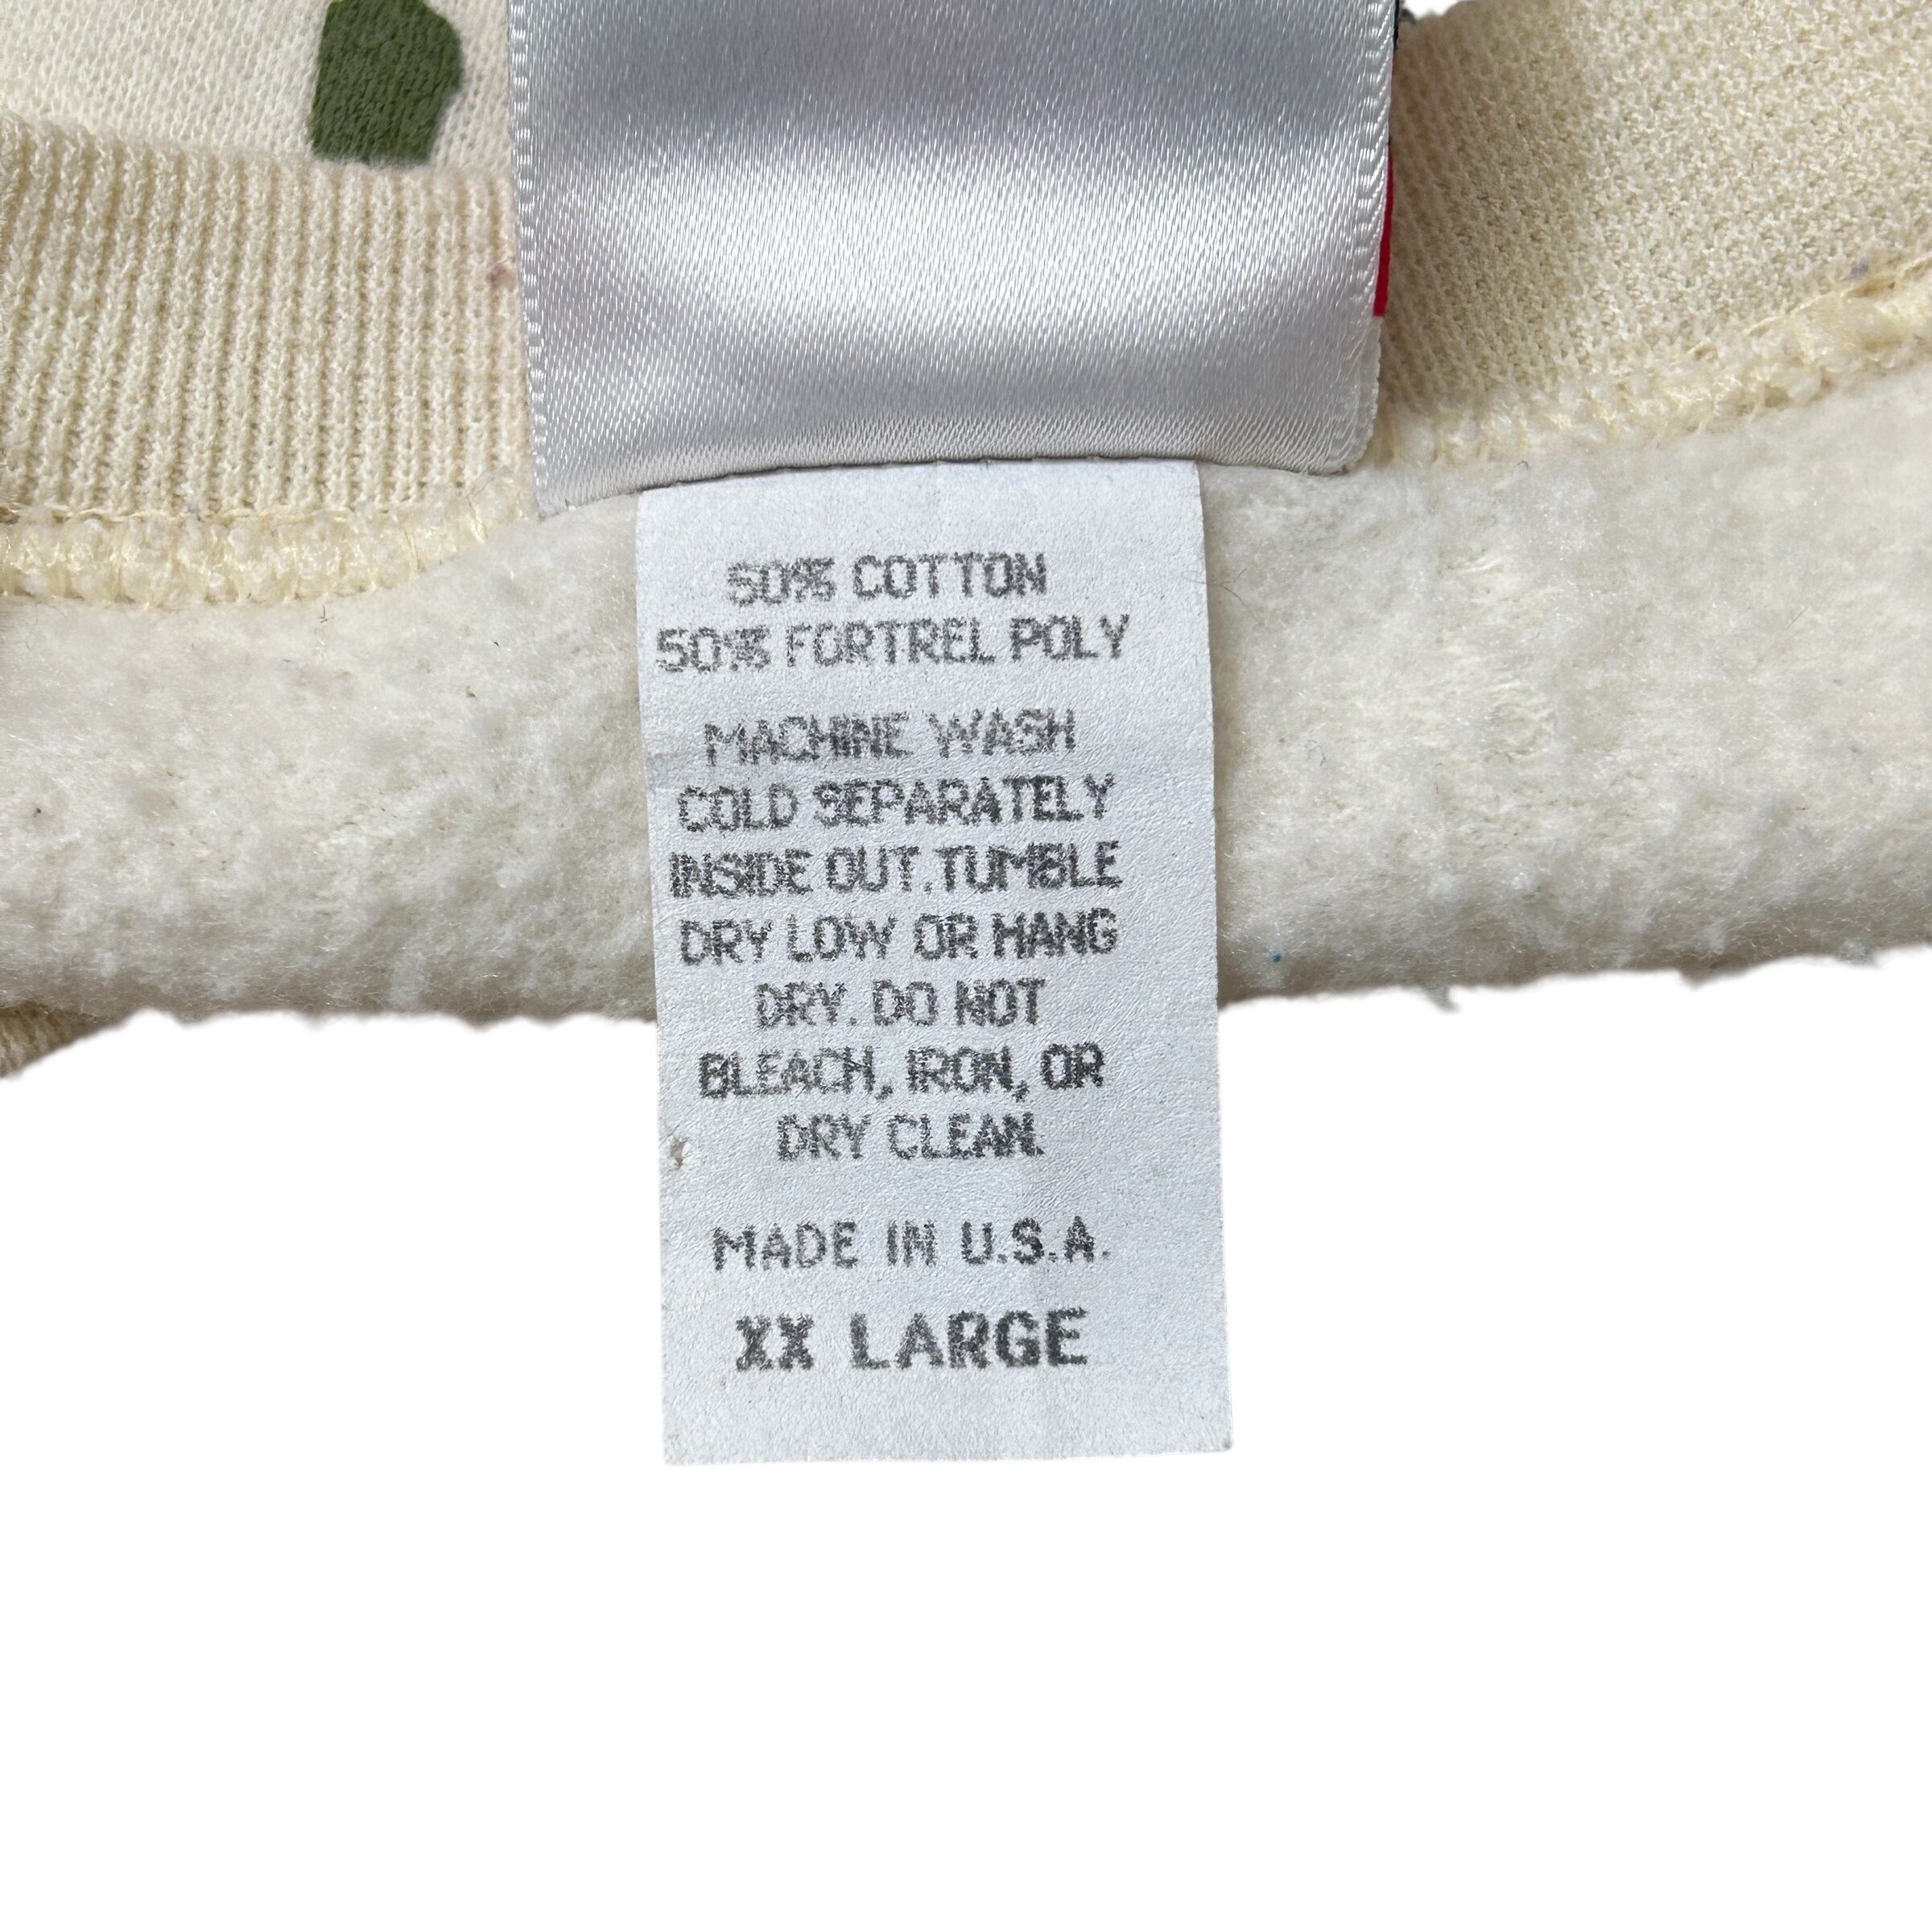 50% COTTON
50% FORTREL POLY
MACHINE WASH
COLD SEPARATELY
INSIDE OUT. TUMBLE
DRY LOW OR HANG
DRY. DO NOT
BLEACH, IRON, OR
DRY CLEAN.
MADE IN U.S.A.
XX LARGE